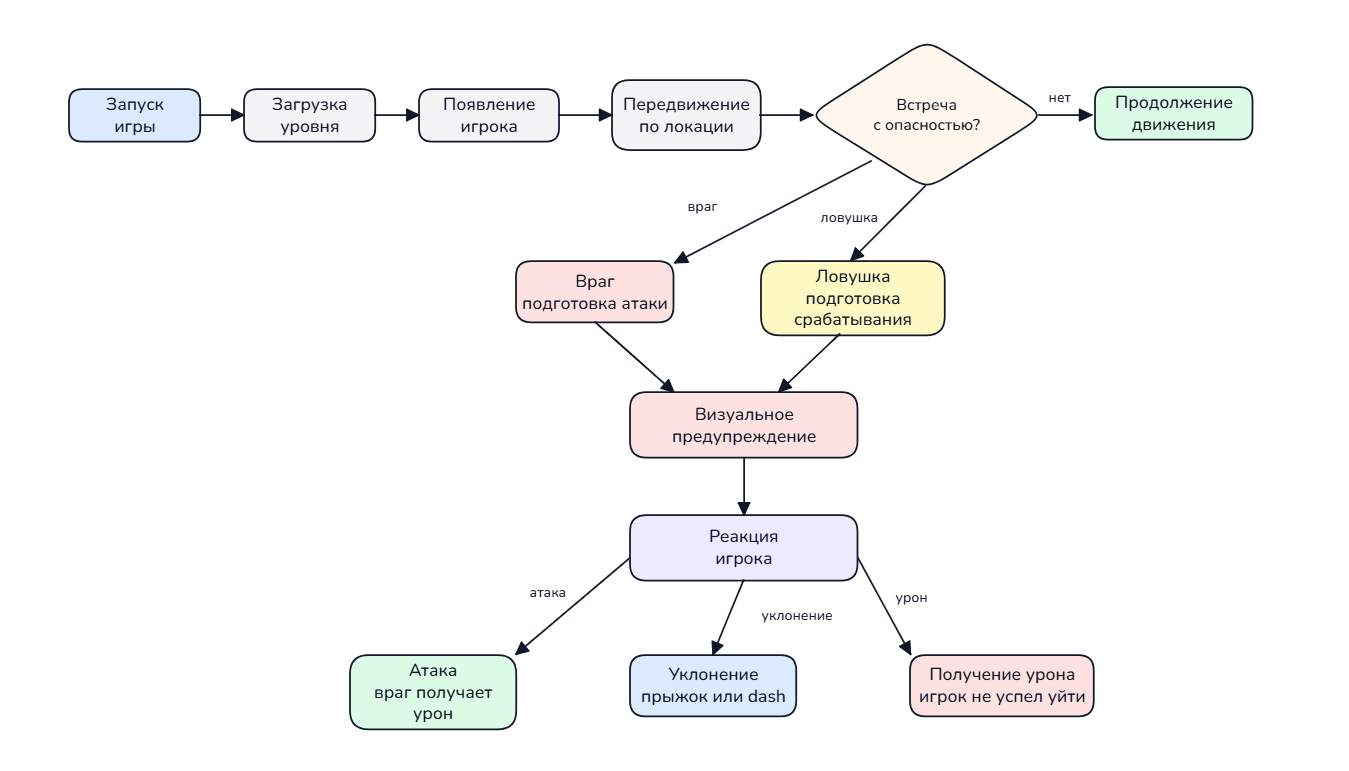 Запуск
игры
Загрузка
уровня
Появление
игрока
Передвижение
по локации
Встреча
с опасностью?
нет
Продолжение
движения
враг
ловушка
Враг
подготовка атаки
Ловушка
подготовка
срабатывания
Визуальное
предупреждение
Реакция
игрока
атака
уклонение
урон
Атака
враг получает
урон
Уклонение
прыжок или dash
Получение урона
игрок не успел уйти